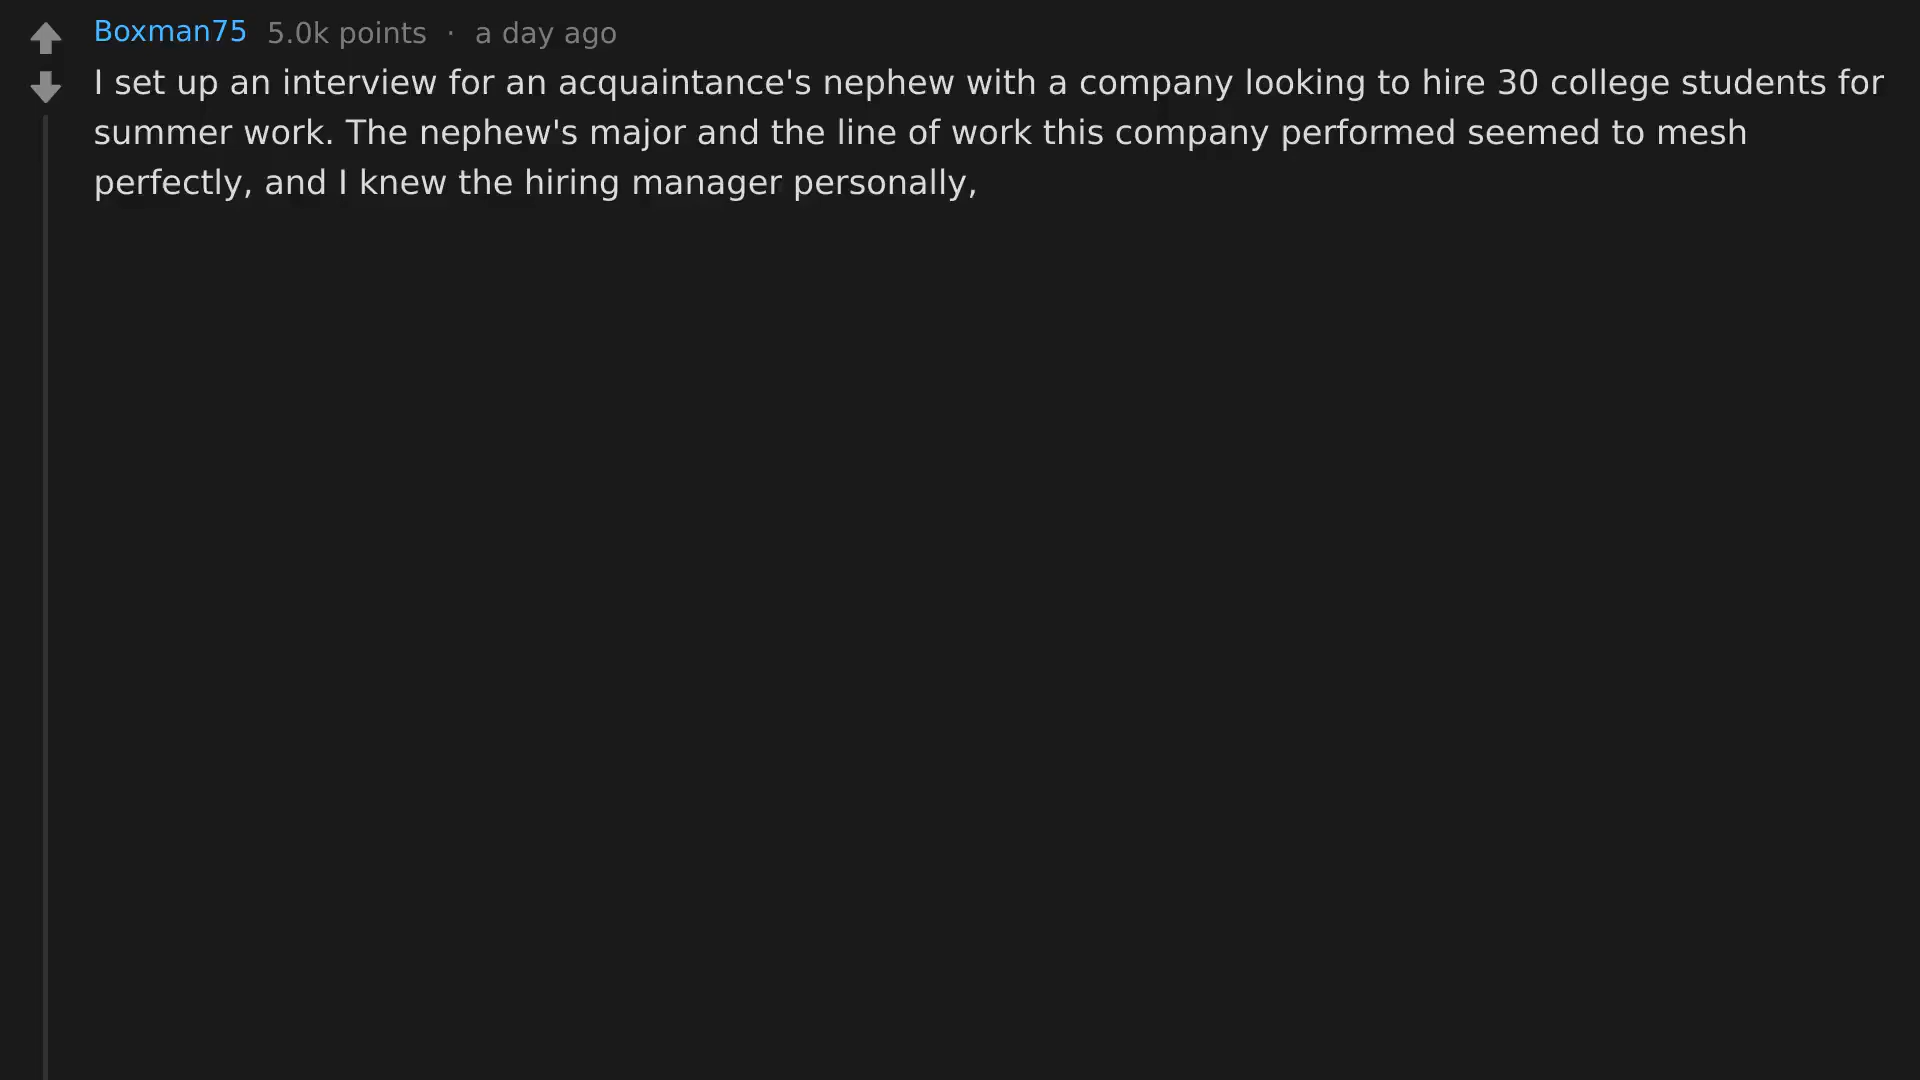 Boxman75 5.0k points · a day ago
I set up an interview for an acquaintance's nephew with a company looking to hire 30 college students for
summer work. The nephew's major and the line of work this company performed seemed to mesh
perfectly, and I knew the hiring manager personally,